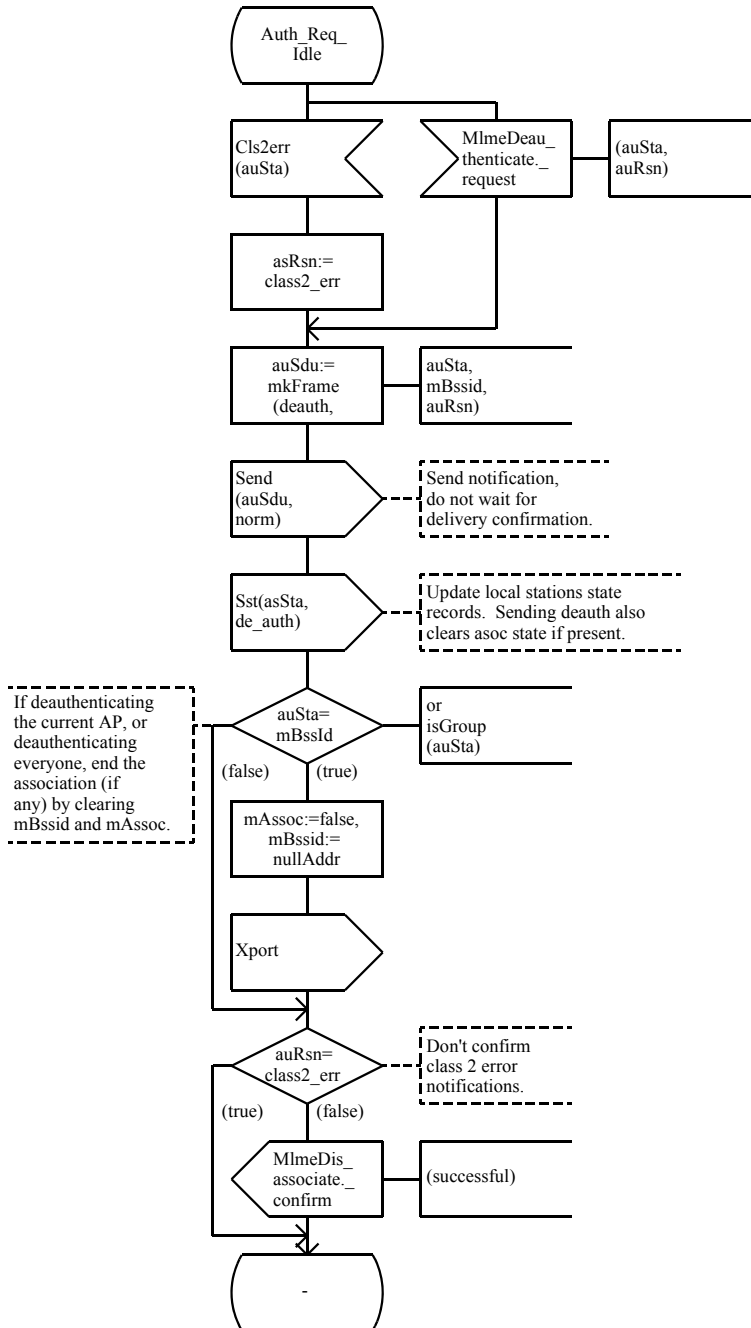 Auth_Req_
Idle
Cls2err
(auSta)
MlmeDeau_
thenticate._
request
(auSta,
auRsn)
asRsn:=
class2_err
auSdu:=
mkFrame
(deauth,
auSta,
mBssid,
auRsn)
Send
(auSdu,
norm)
Send notification,
do not wait for
delivery confirmation.
Sst(asSta,
de_auth)
Update local stations state
records.  Sending deauth also
clears asoc state if present.
If deauthenticating
the current AP, or
deauthenticating
everyone, end the
association (if
any) by clearing
mBssid and mAssoc.
auSta=
mBssId
or
isGroup
(auSta)
(false)
(true)
mAssoc:=false,
mBssid:=
nullAddr
Xport
auRsn=
class2_err
Don't confirm
class 2 error
notifications.
(true)
(false)
MlmeDis_
associate._
confirm
(successful)
-